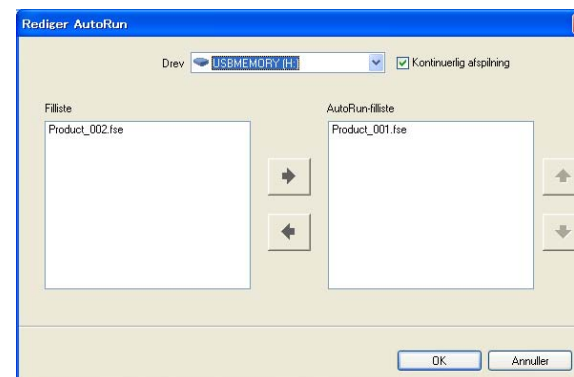 Rediger AutoRun
Drev USBMEMORY (H:) Kontinuerlig afspilning
Filliste AutoRun-filliste
Product_002.fse Product_001.fse
OK Annuller